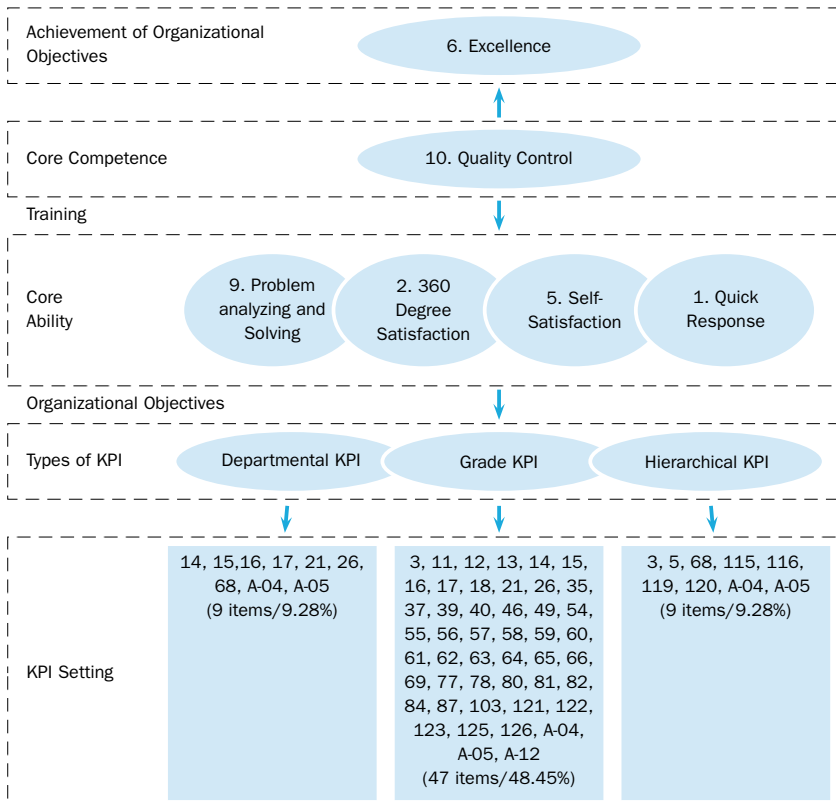 Achievement of Organizational
Objectives
6. Excellence
Core Competence
10. Quality Control
Training
Core
Ability
9. Problem
analyzing and
Solving
2. 360
Degree
Satisfaction
5. Self-
Satisfaction
1. Quick
Response
Organizational Objectives
Types of KPI
Departmental KPI
Grade KPI
Hierarchical KPI
KPI Setting
14, 15,16, 17, 21, 26,
68, A-04, A-05
(9 items/9.28%)
3, 11, 12, 13, 14, 15,
16, 17, 18, 21, 26, 35,
37, 39, 40, 46, 49, 54,
55, 56, 57, 58, 59, 60,
61, 62, 63, 64, 65, 66,
69, 77, 78, 80, 81, 82,
84, 87, 103, 121, 122,
123, 125, 126, A-04,
A-05, A-12
(47 items/48.45%)
3, 5, 68, 115, 116,
119, 120, A-04, A-05
(9 items/9.28%)